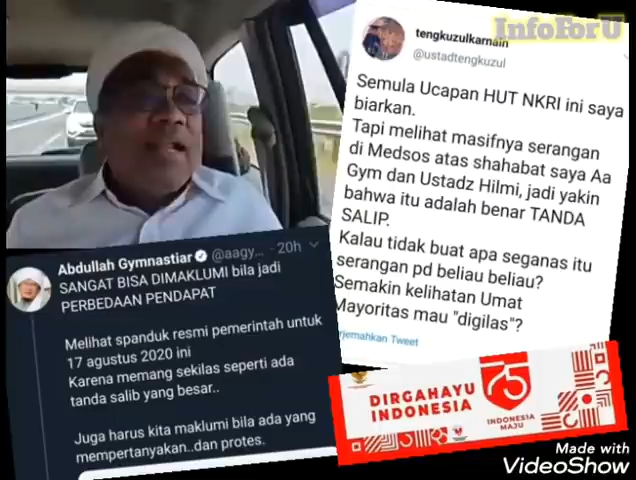 InfoForU
tengkuzulkarnain
@ustadtengkuzul
Semula Ucapan HUT NKRI ini saya
biarkan.
Tapi melihat masifnya serangan
di Medsos atas shahabat saya Aa
Gym dan Ustadz Hilmi, jadi yakin
bahwa itu adalah benar TANDA
SALIP.
Kalau tidak buat apa seganas itu
serangan pd beliau beliau?
Semakin kelihatan Umat
Mayoritas mau "digilas"?
erjemahkan Tweet
Abdullah Gymnastiar @aagy... · 20h
SANGAT BISA DIMAKLUMI bila jadi
PERBEDAAN PENDAPAT
Melihat spanduk resmi pemerintah untuk
17 agustus 2020 ini
Karena memang sekilas seperti ada
tanda salib yang besar..
Juga harus kita maklumi bila ada yang
mempertanyakan..dan protes.
DIRGAHAYU
INDONESIA
75
INDONESIA
MAJU
Made with
VideoShow